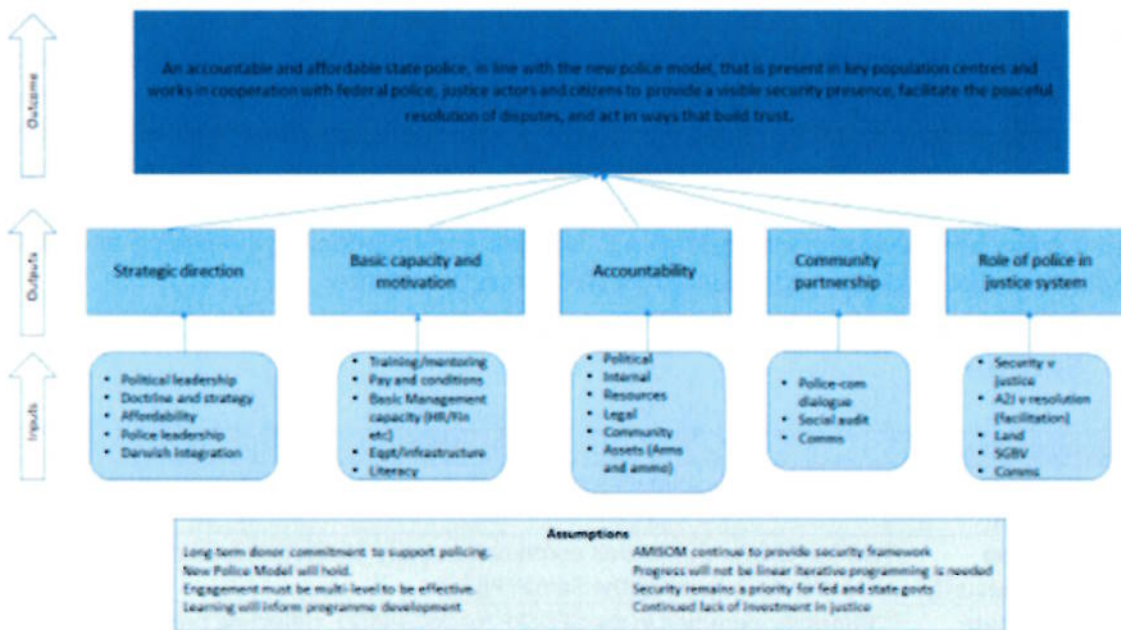 Outcome
An accountable and affordable state police, in line with the new police model, that is present in key population centres and
works in cooperation with federal police, justice actors and citizens to provide a visible security presence, facilitate the peaceful
resolution of disputes, and act in ways that build trust.
Outputs
Strategic direction
Basic capacity and
motivation
Accountability
Community
partnership
Role of police in
justice system
Inputs
• Political leadership
• Doctrine and strategy
• Affordability
• Police leadership
• Darwish integration
• Training/mentoring
• Pay and conditions
• Basic Management
capacity (HR/Fin
etc)
• Eqpt/infrastructure
• Literacy
• Political
• Internal
• Resources
• Legal
• Community
• Assets (Arms
and ammo)
• Police-com
dialogue
• Social audit
• Comms
• Security v
justice
• A2J v resolution
(facilitation)
• Land
• SGBV
• Comms
Assumptions
Long-term donor commitment to support policing.
New Police Model will hold.
Engagement must be multi-level to be effective.
Learning will inform programme development
AMISOM continue to provide security framework
Progress will not be linear iterative programming is needed
Security remains a priority for fed and state govts
Continued lack of investment in justice